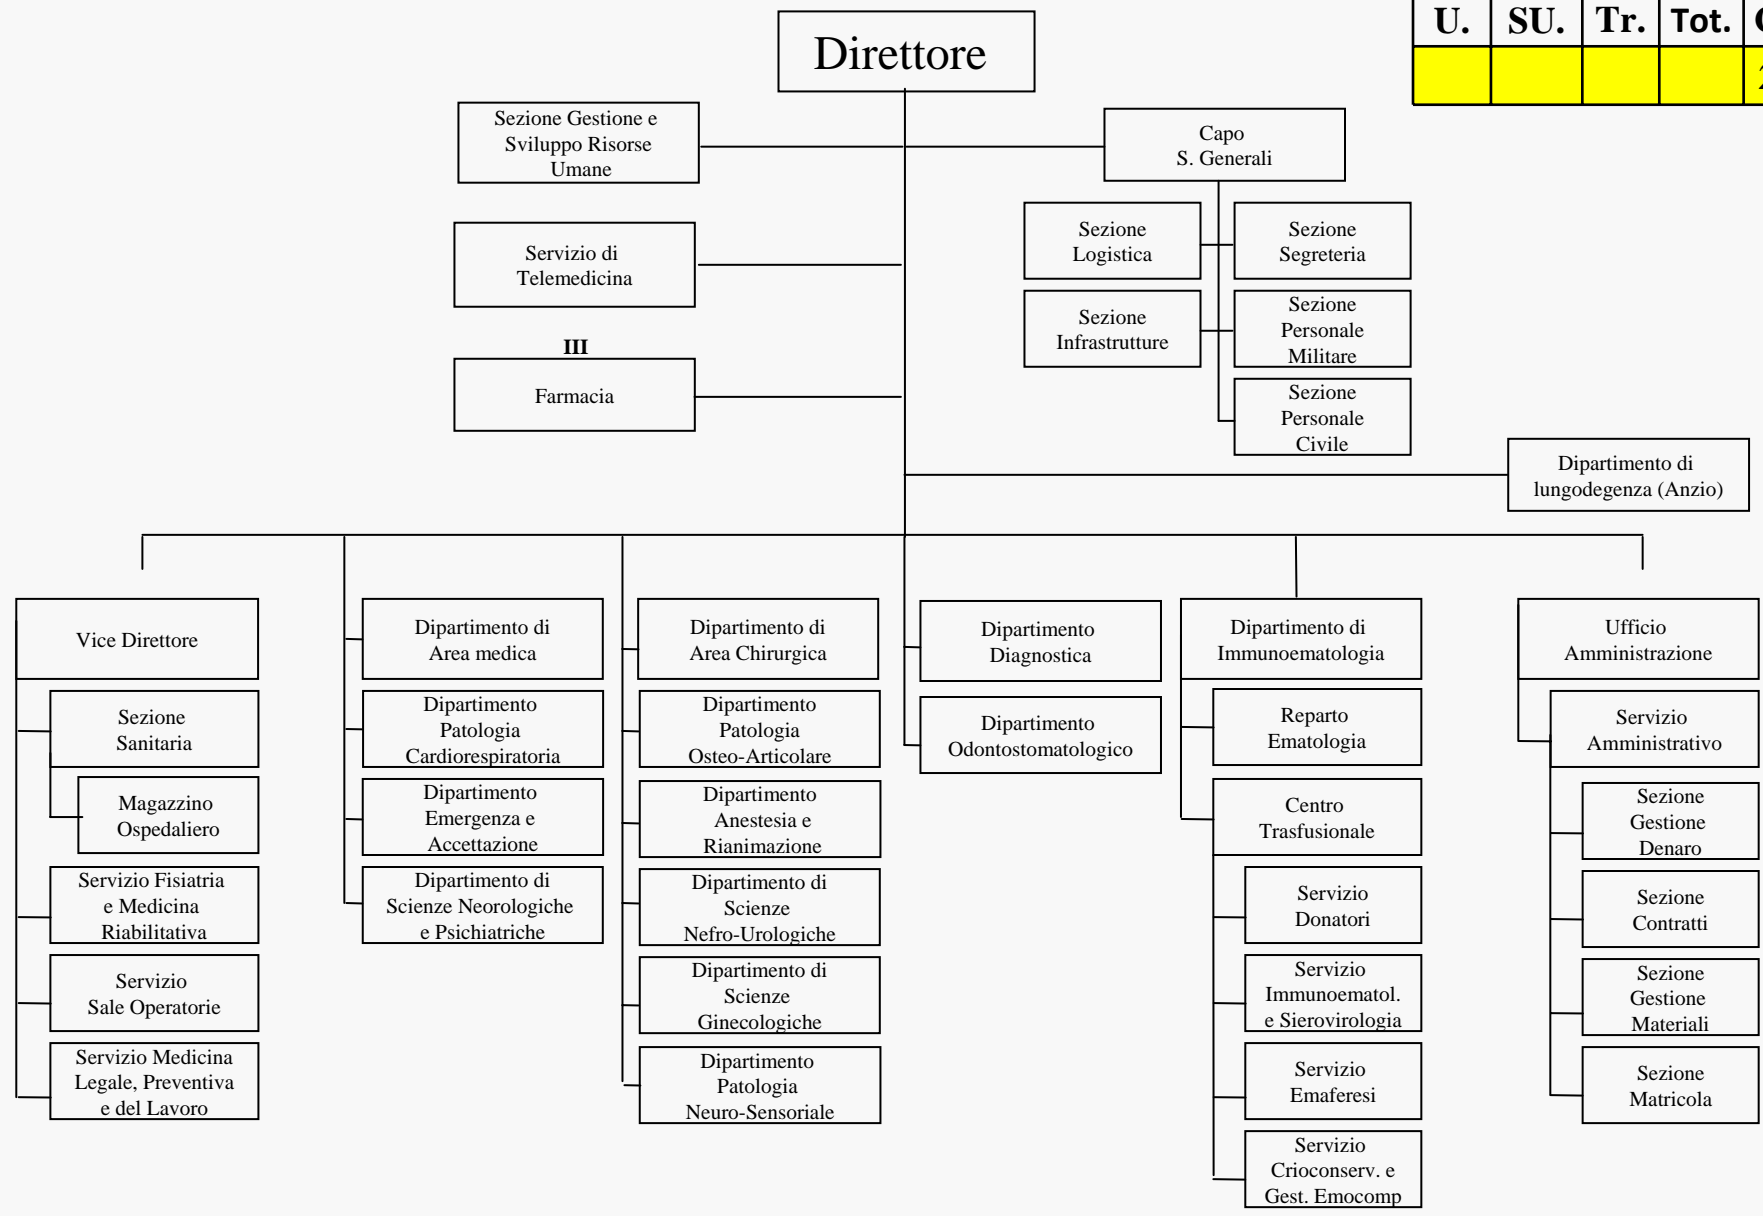 Direttore
U. SU. Tr. Tot.
Sezione Gestione e
Sviluppo Risorse
Umane
Capo
S. Generali
Sezione
Logistica
Sezione
Segreteria
Servizio di
Telemedicina
Sezione
Infrastrutture
Sezione
Personale
Militare
III
Farmacia
Sezione
Personale
Civile
Dipartimento di
lungodegenza (Anzio)
Vice Direttore
Sezione
Sanitaria
Magazzino
Ospedaliero
Servizio Fisiatria
e Medicina
Riabilitativa
Servizio
Sale Operatorie
Servizio Medicina
Legale, Preventiva
e del Lavoro
Dipartimento di
Area medica
Dipartimento
Patologia
Cardiorespiratoria
Dipartimento
Emergenza e
Accettazione
Dipartimento di
Scienze Neorologiche
e Psichiatriche
Dipartimento di
Area Chirurgica
Dipartimento
Patologia
Osteo-Articolare
Dipartimento
Anestesia e
Rianimazione
Dipartimento di
Scienze
Nefro-Urologiche
Dipartimento di
Scienze
Ginecologiche
Dipartimento
Patologia
Neuro-Sensoriale
Dipartimento
Diagnostica
Dipartimento
Odontostomatologico
Dipartimento di
Immunoematologia
Reparto
Ematologia
Centro
Trasfusionale
Servizio
Donatori
Servizio
Immunoematol.
e Sierovirologia
Servizio
Emaferesi
Servizio
Crioconserv. e
Gest. Emocomp
Ufficio
Amministrazione
Servizio
Amministrativo
Sezione
Gestione
Denaro
Sezione
Contratti
Sezione
Gestione
Materiali
Sezione
Matricola